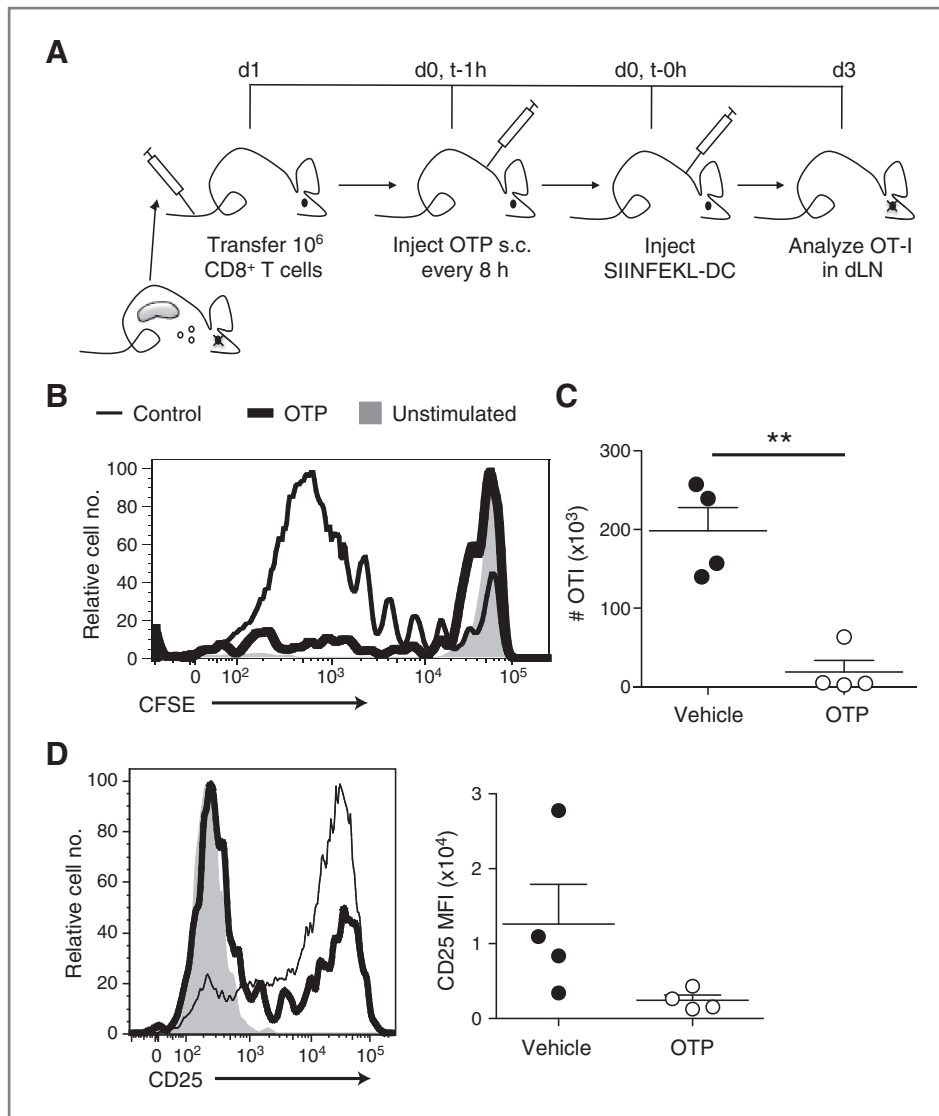 A
d1 d0, t-1h d0, t-0h d3
Transfer 10⁶ Inject OTP s.c. Inject Analyze OT-I
CD8⁺ T cells every 8 h SIINFEKL-DC in dLN
B
Control OTP Unstimulated
Relative cell no.
100
80
60
40
20
0
0 10² 10³ 10⁴ 10⁵
CFSE
C
**
# OTI (x10³)
300
200
100
0
Vehicle OTP
D
Relative cell no.
100
80
60
40
20
0
0 10² 10³ 10⁴ 10⁵
CD25
CD25 MFI (x10⁴)
3
2
1
0
Vehicle OTP